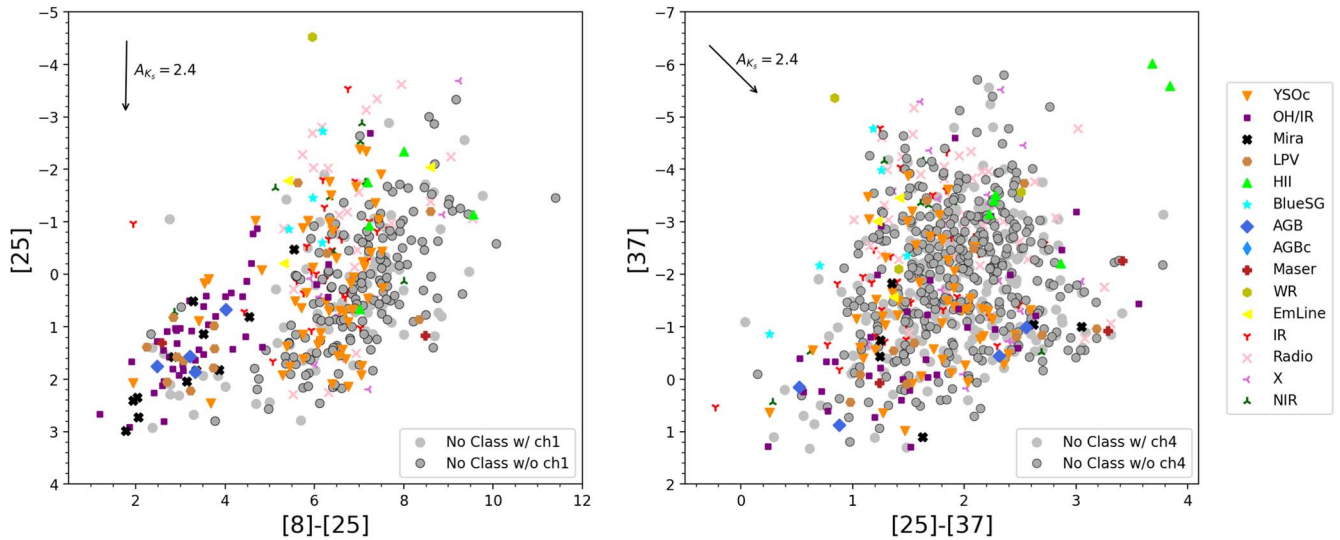 −5
−4
−3
−2
−1
0
1
2
3
4
[25]
A_{K_s} = 2.4
No Class w/ ch1
No Class w/o ch1
2 4 6 8 10 12
[8]-[25]
−7
−6
−5
−4
−3
−2
−1
0
1
2
[37]
A_{K_s} = 2.4
No Class w/ ch4
No Class w/o ch4
0 1 2 3 4
[25]-[37]
YSOc
OH/IR
Mira
LPV
HII
BlueSG
AGB
AGBc
Maser
WR
EmLine
IR
Radio
X
NIR